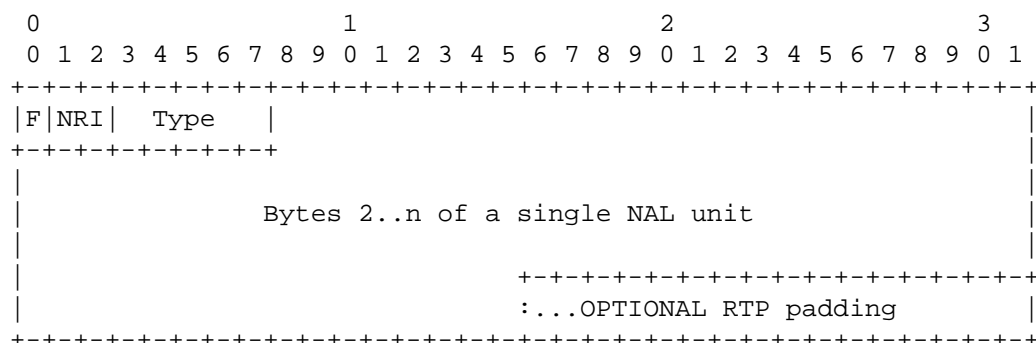 0                   1                   2                   3
 0 1 2 3 4 5 6 7 8 9 0 1 2 3 4 5 6 7 8 9 0 1 2 3 4 5 6 7 8 9 0 1
+-+-+-+-+-+-+-+-+-+-+-+-+-+-+-+-+-+-+-+-+-+-+-+-+-+-+-+-+-+-+-+-+
|F|NRI|  Type   |                                               |
+-+-+-+-+-+-+-+-+                                               |
|                                                               |
|               Bytes 2..n of a single NAL unit                 |
|                                                               |
|                               +-+-+-+-+-+-+-+-+-+-+-+-+-+-+-+-+
|                               :...OPTIONAL RTP padding        |
+-+-+-+-+-+-+-+-+-+-+-+-+-+-+-+-+-+-+-+-+-+-+-+-+-+-+-+-+-+-+-+-+